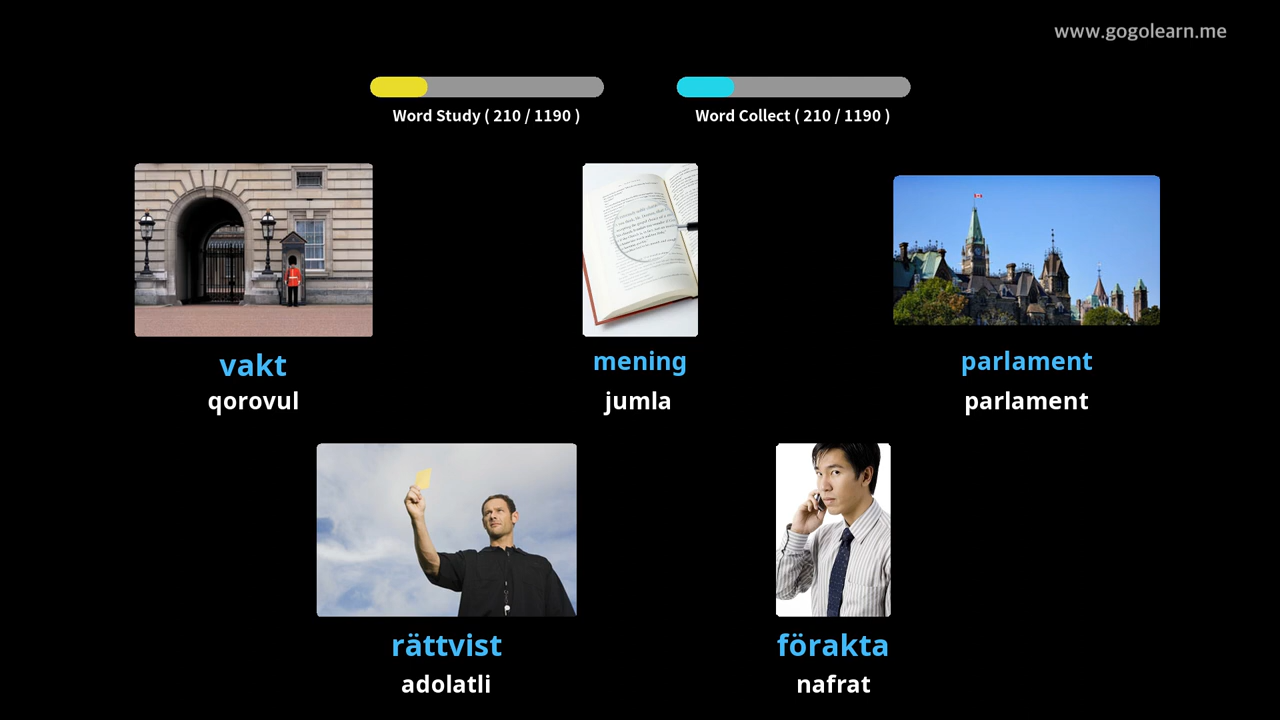 www.gogolearn.me
Word Study ( 210 / 1190 )
Word Collect ( 210 / 1190 )
vakt
qorovul
mening
jumla
parlament
parlament
rättvist
adolatli
förakta
nafrat